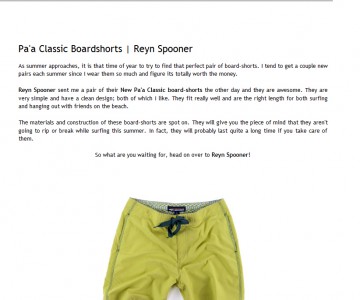 Pa'a Classic Boardshorts | Reyn Spooner
As summer approaches, it is that time of year to try to find that perfect pair of board-shorts. I tend to get a couple new
pairs each summer since I wear them so much and figure its totally worth the money.
Reyn Spooner sent me a pair of their New Pa'a Classic board-shorts the other day and they are awesome. They are
very simple and have a clean design; both of which i like. They fit really well and are the right length for both surfing
and hanging out with friends on the beach.
The materials and construction of these board-shorts are spot on. They will give you the piece of mind that they aren't
going to rip or break while surfing this summer. In fact, they will probably last quite a long time if you take care of
them.
So what are you waiting for, head on over to Reyn Spooner!